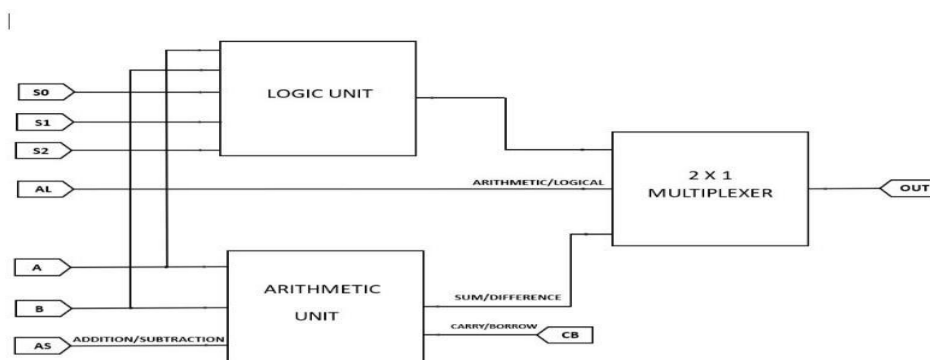 S0
S1
S2
AL
A
B
AS
LOGIC UNIT
ARITHMETIC/LOGICAL
2 X 1
MULTIPLEXER
OUT
ARITHMETIC
UNIT
ADDITION/SUBTRACTION
SUM/DIFFERENCE
CARRY/BORROW
CB